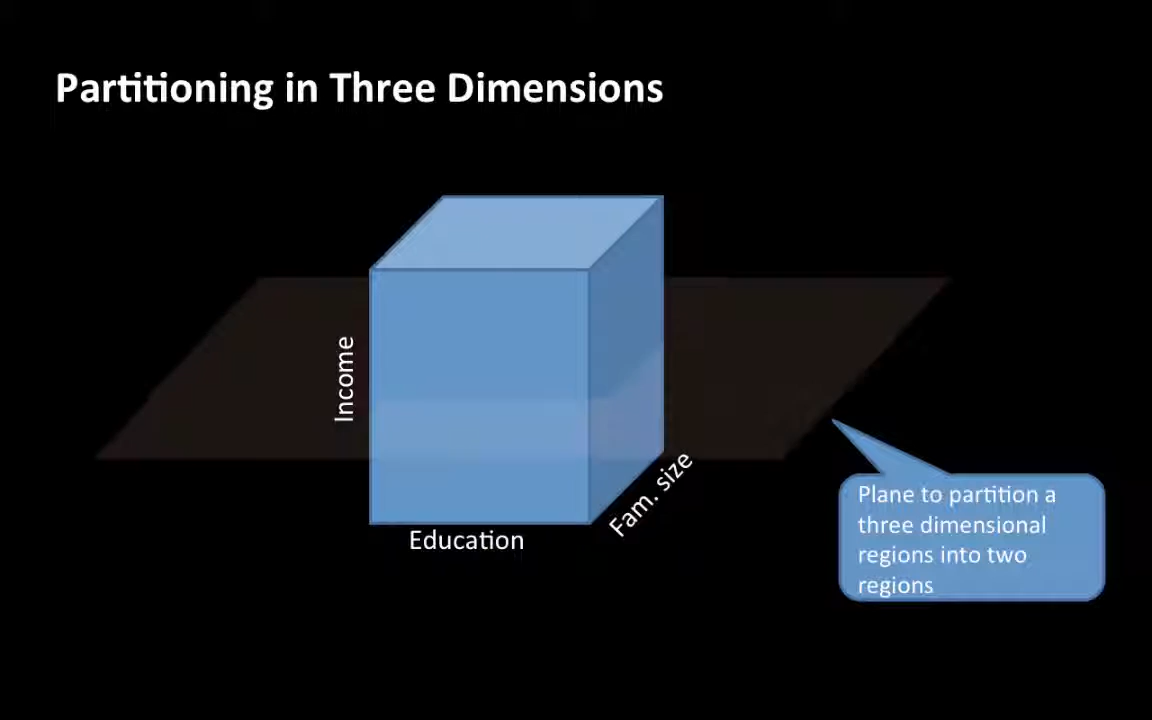 Partitioning in Three Dimensions
Income
Fam. size
Education
Plane to partition a
three dimensional
regions into two
regions